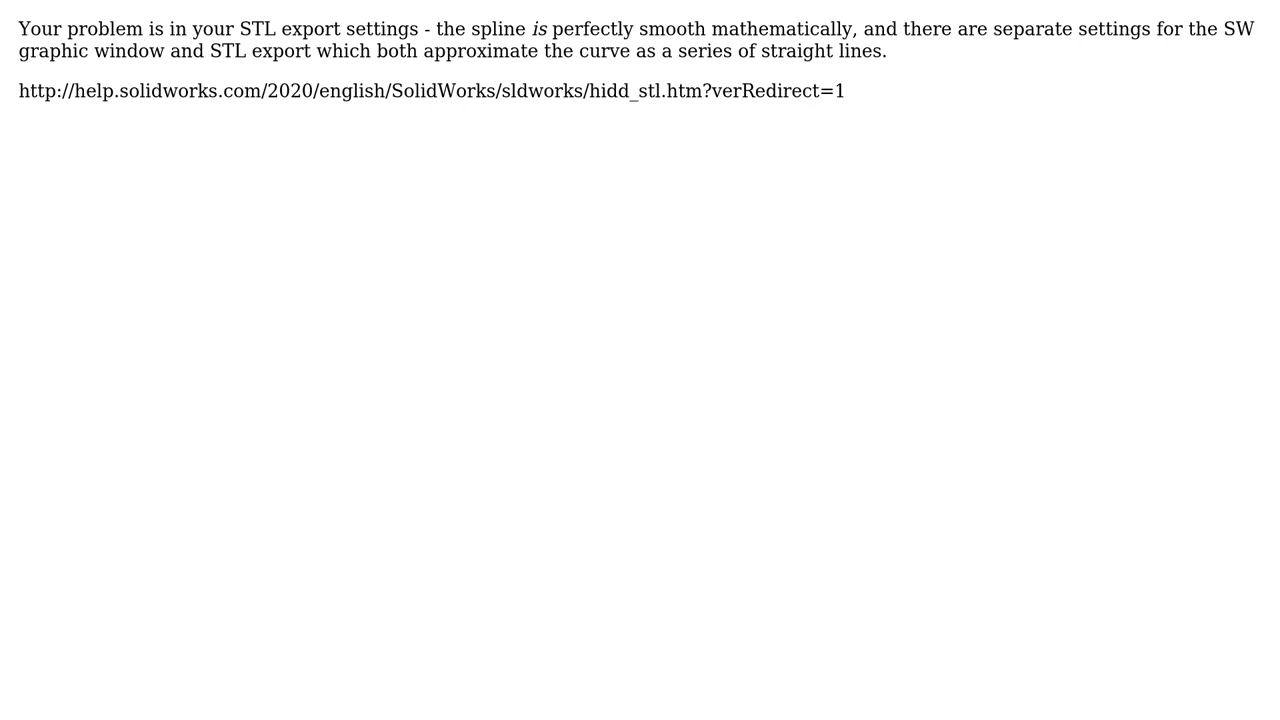 Your problem is in your STL export settings - the spline is perfectly smooth mathematically, and there are separate settings for the SW
graphic window and STL export which both approximate the curve as a series of straight lines.
http://help.solidworks.com/2020/english/SolidWorks/sldworks/hidd_stl.htm?verRedirect=1